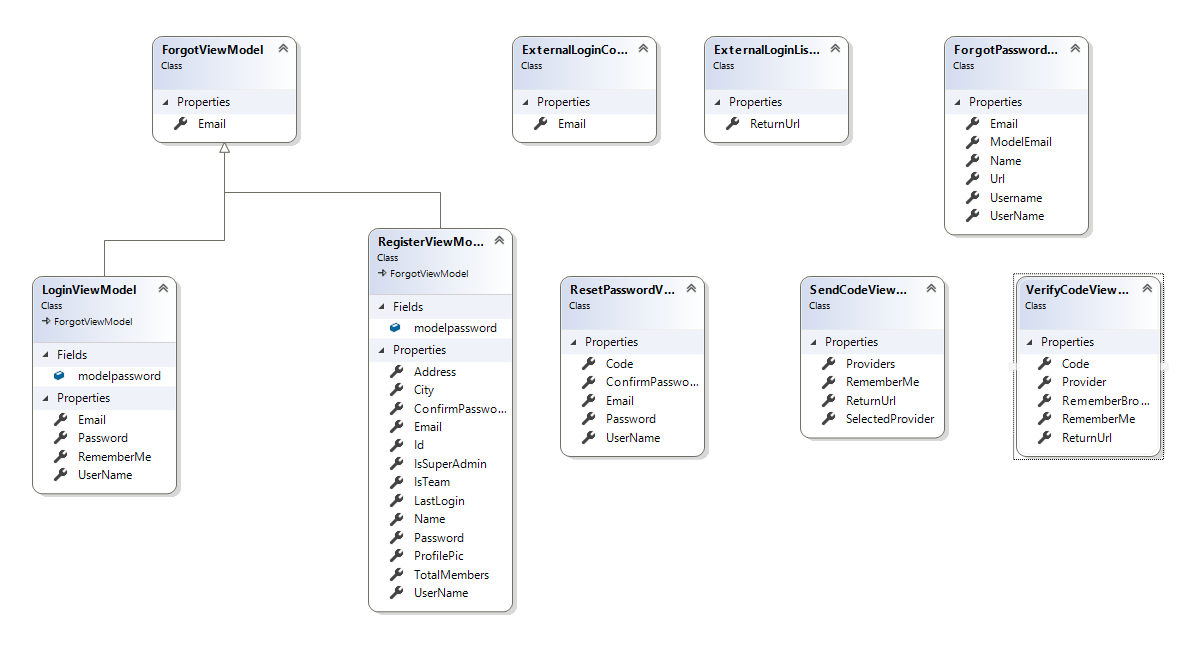 ForgotViewModel
Class
Properties
Email
ExternalLoginCo...
Class
Properties
Email
ExternalLoginLis...
Class
Properties
ReturnUrl
ForgotPassword...
Class
Properties
Email
ModelEmail
Name
Url
Username
UserName
LoginViewModel
Class
ForgotViewModel
Fields
modelpassword
Properties
Email
Password
RememberMe
UserName
RegisterViewMo...
Class
ForgotViewModel
Fields
modelpassword
Properties
Address
City
ConfirmPasswo...
Email
Id
IsSuperAdmin
IsTeam
LastLogin
Name
Password
ProfilePic
TotalMembers
UserName
ResetPasswordV...
Class
Properties
Code
ConfirmPasswo...
Email
Password
UserName
SendCodeView...
Class
Properties
Providers
RememberMe
ReturnUrl
SelectedProvider
VerifyCodeView...
Class
Properties
Code
Provider
RememberBro...
RememberMe
ReturnUrl